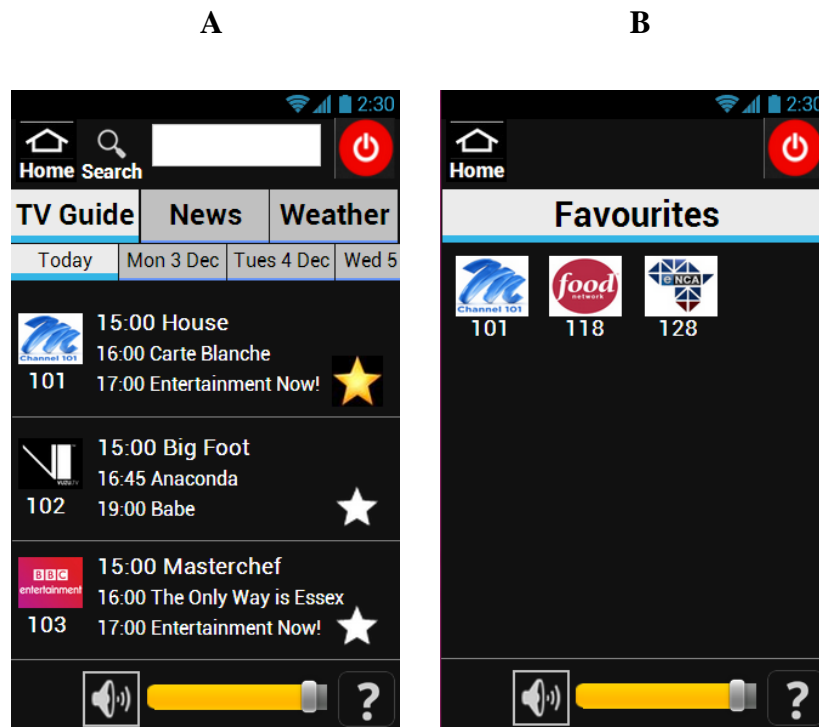 A
B
2:30
Home Search
TV Guide News Weather
Today Mon 3 Dec Tues 4 Dec Wed 5
Channel 101
101
15:00 House
16:00 Carte Blanche
17:00 Entertainment Now!
102
15:00 Big Foot
16:45 Anaconda
19:00 Babe
BBC
entertainment
103
15:00 Masterchef
16:00 The Only Way is Essex
17:00 Entertainment Now!
?
2:30
Home
Favourites
Channel 101
food
network
eNCA
101 118 128
?